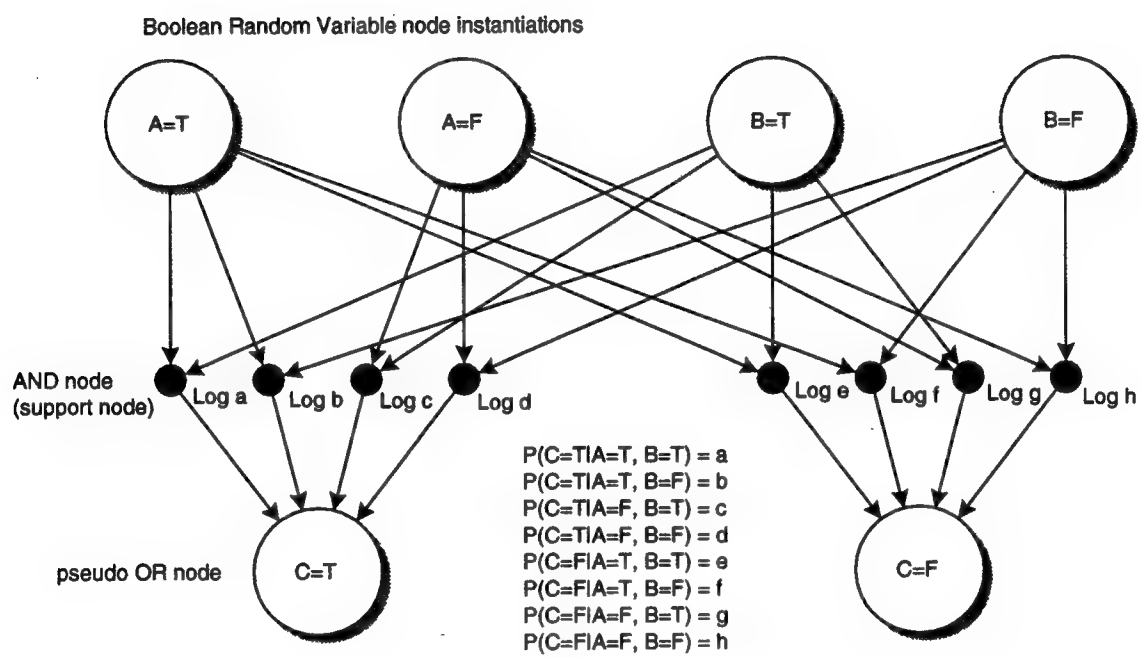 Boolean Random Variable node instantiations
A=T
A=F
B=T
B=F
AND node
(support node)
Log a
Log b
Log c
Log d
Log e
Log f
Log g
Log h
P(C=T|A=T, B=T) = a
P(C=T|A=T, B=F) = b
P(C=T|A=F, B=T) = c
P(C=T|A=F, B=F) = d
P(C=F|A=T, B=T) = e
P(C=F|A=T, B=F) = f
P(C=F|A=F, B=T) = g
P(C=F|A=F, B=F) = h
pseudo OR node
C=T
C=F